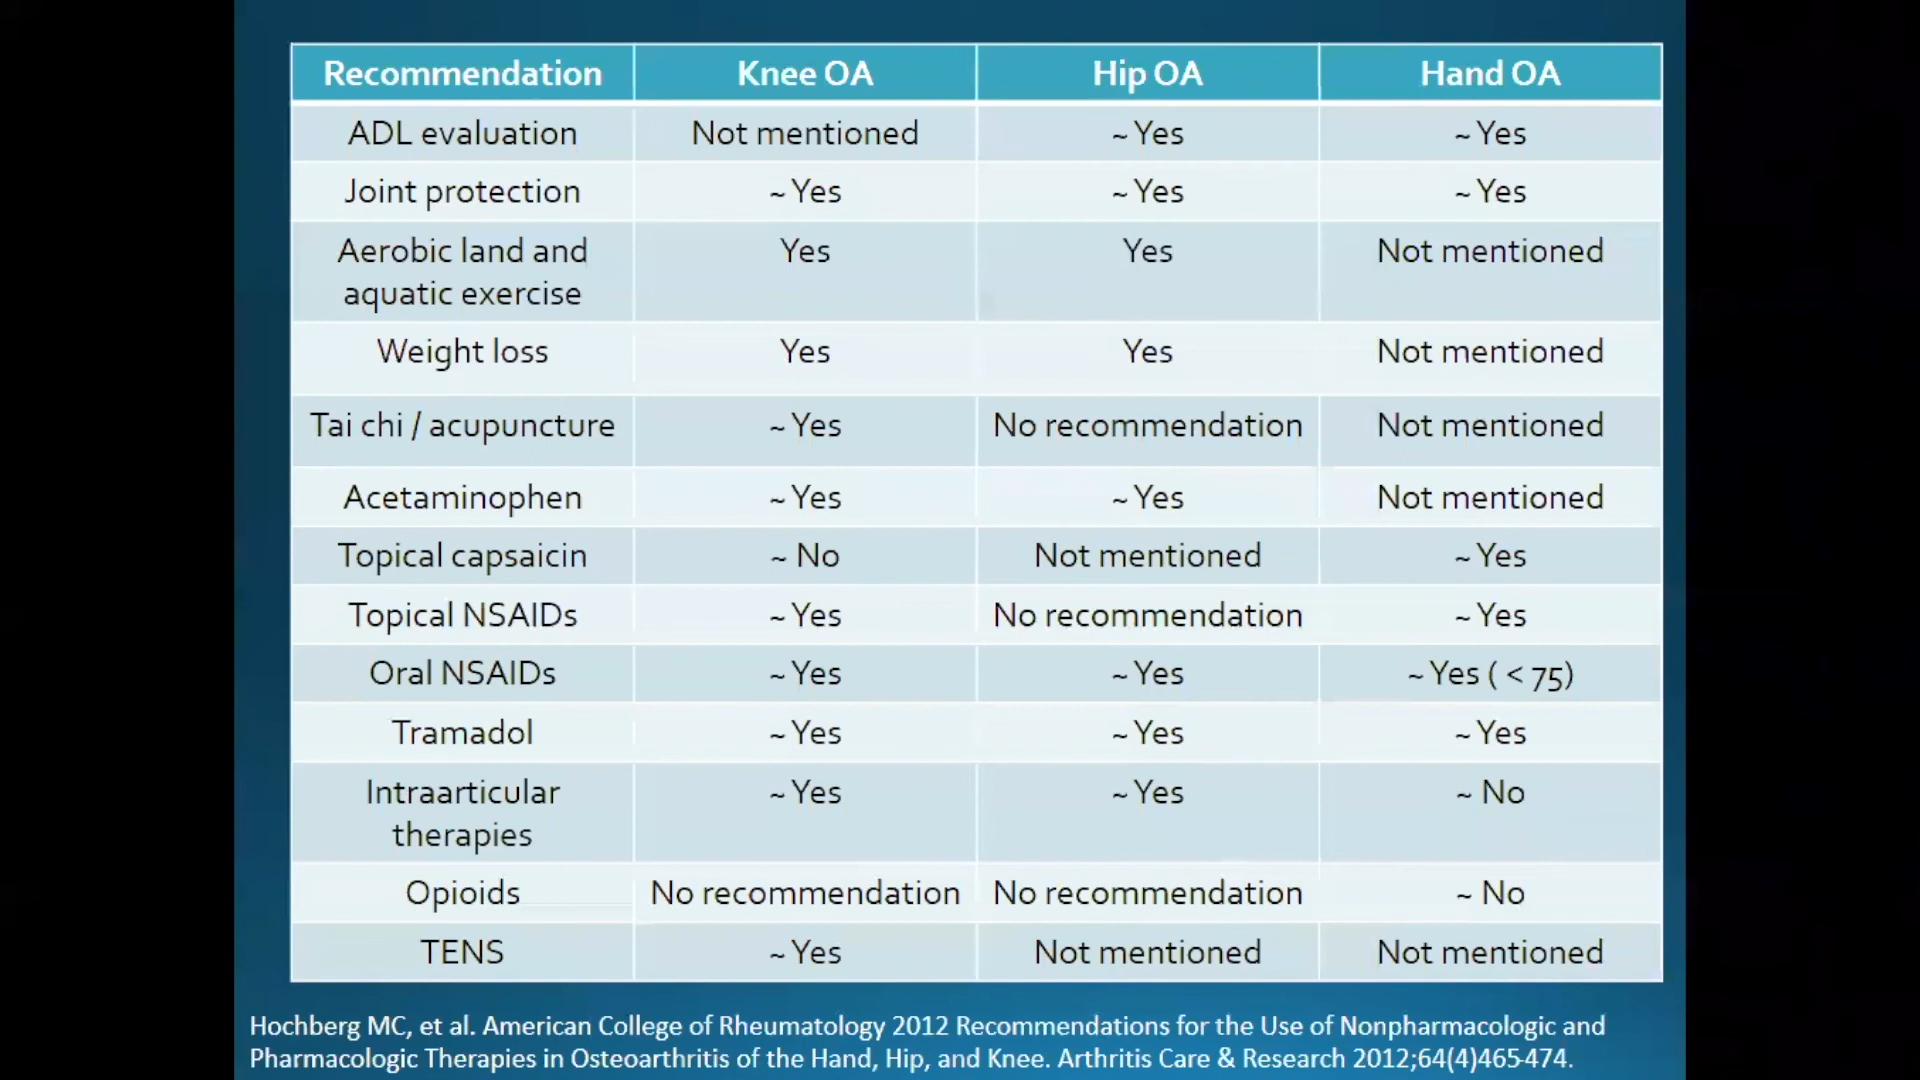 Recommendation Knee OA Hip OA Hand OA
ADL evaluation Not mentioned ~ Yes ~ Yes
Joint protection ~ Yes ~ Yes ~ Yes
Aerobic land and Yes Yes Not mentioned
aquatic exercise
Weight loss Yes Yes Not mentioned
Tai chi / acupuncture ~ Yes No recommendation Not mentioned
Acetaminophen ~ Yes ~ Yes Not mentioned
Topical capsaicin ~ No Not mentioned ~ Yes
Topical NSAIDs ~ Yes No recommendation ~ Yes
Oral NSAIDs ~ Yes ~ Yes ~ Yes ( < 75)
Tramadol ~ Yes ~ Yes ~ Yes
Intraarticular ~ Yes ~ Yes ~ No
therapies
Opioids No recommendation No recommendation ~ No
TENS ~ Yes Not mentioned Not mentioned
Hochberg MC, et al. American College of Rheumatology 2012 Recommendations for the Use of Nonpharmacologic and
Pharmacologic Therapies in Osteoarthritis of the Hand, Hip, and Knee. Arthritis Care & Research 2012;64(4)465-474.